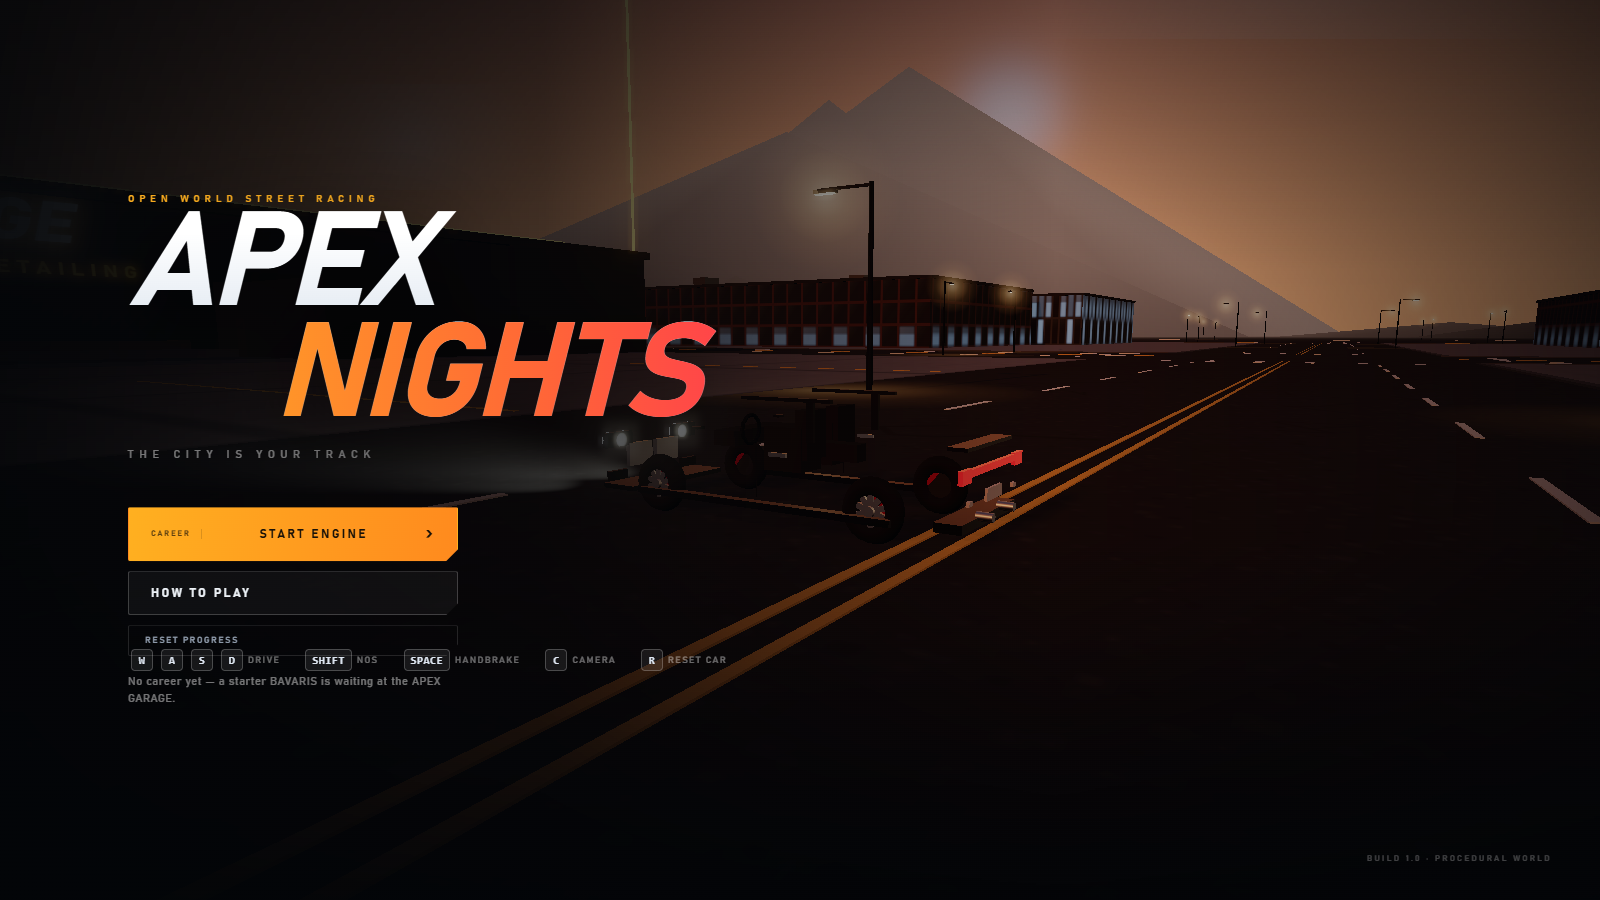 OPEN WORLD STREET RACING
GE
ETAILING
APEX
NIGHTS
THE CITY IS YOUR TRACK
CAREER START ENGINE ›
HOW TO PLAY
RESET PROGRESS
W A S D DRIVE SHIFT NOS SPACE HANDBRAKE C CAMERA R RESET CAR
No career yet — a starter BAVARIS is waiting at the APEX
GARAGE.
BUILD 1.0 · PROCEDURAL WORLD